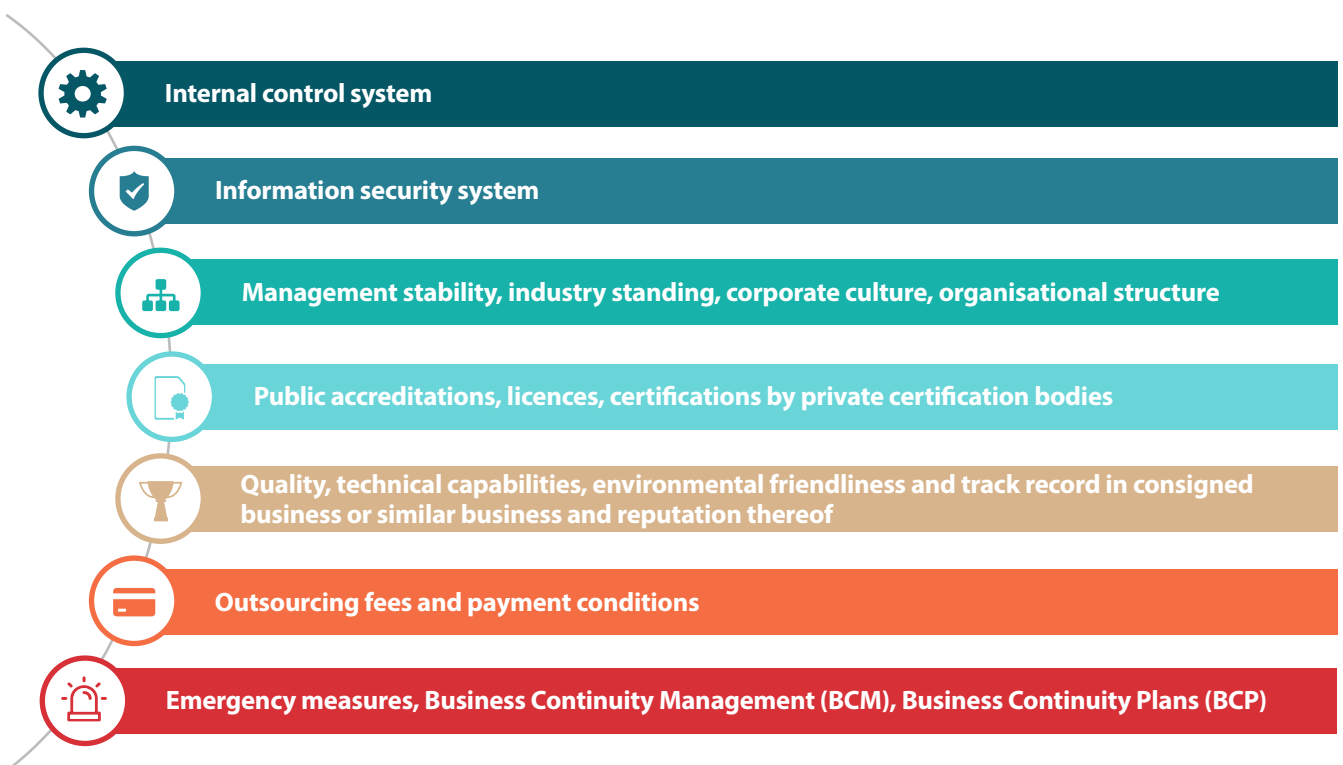 Internal control system
Information security system
Management stability, industry standing, corporate culture, organisational structure
Public accreditations, licences, certifications by private certification bodies
Quality, technical capabilities, environmental friendliness and track record in consigned
business or similar business and reputation thereof
Outsourcing fees and payment conditions
Emergency measures, Business Continuity Management (BCM), Business Continuity Plans (BCP)